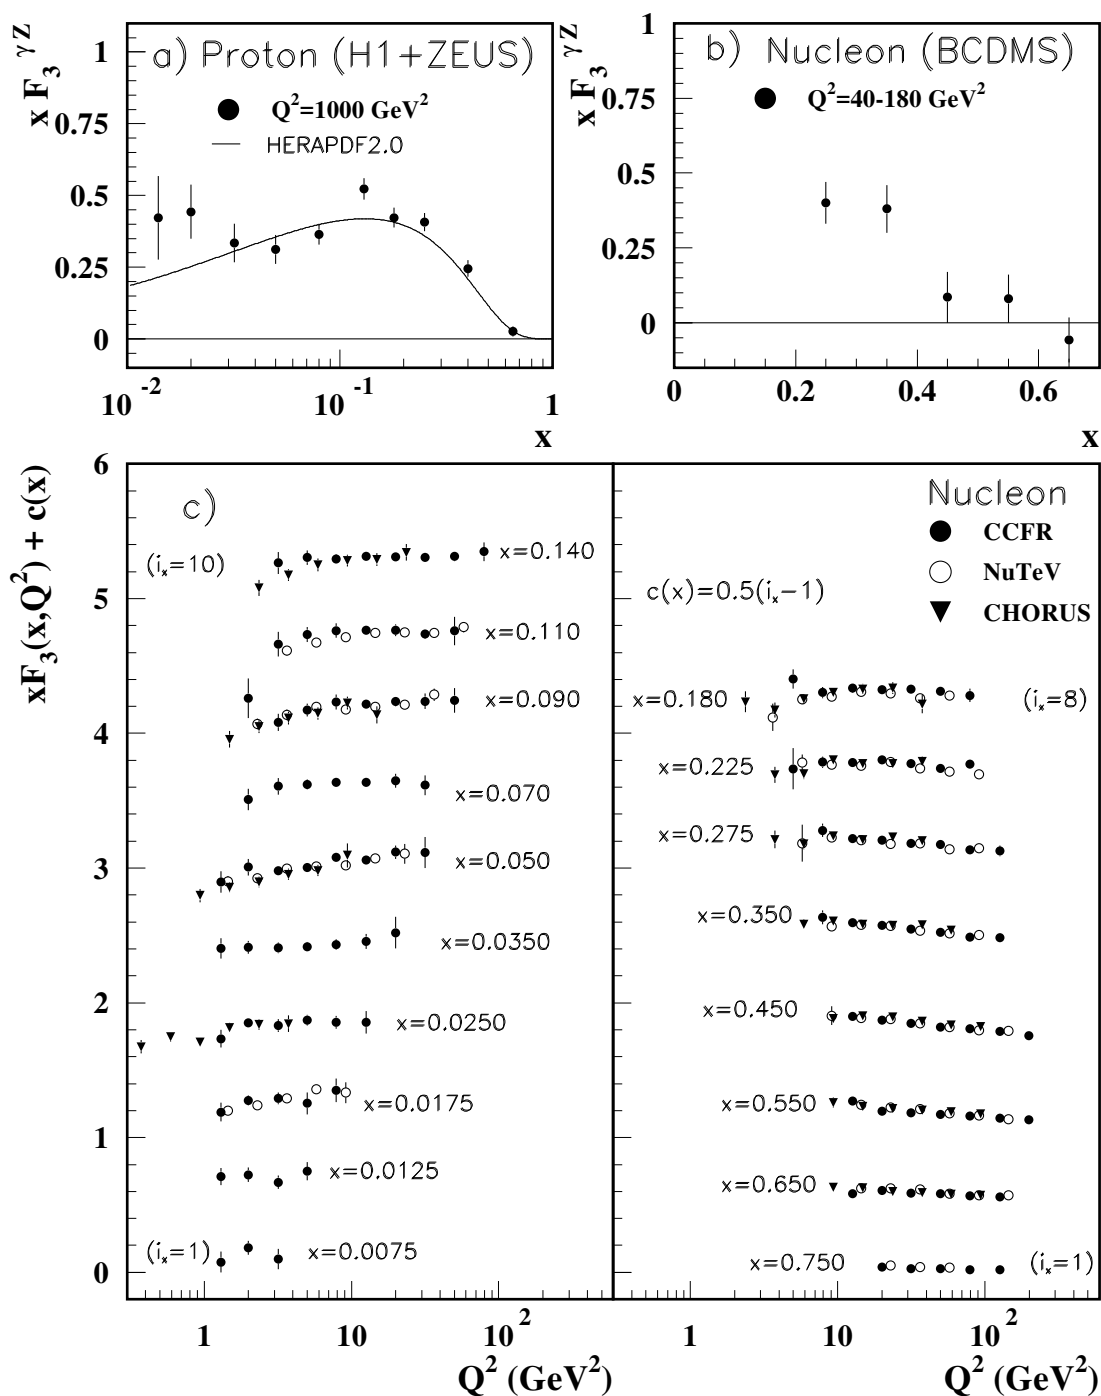 a) Proton (H1+ZEUS)
Q²=1000 GeV²
HERAPDF2.0
x F₃ ᵞᶻ
1
0.75
0.5
0.25
0
10⁻²
10⁻¹
1
x
b) Nucleon (BCDMS)
Q²=40-180 GeV²
x F₃ ᵞᶻ
1
0.75
0.5
0.25
0
0
0.2
0.4
0.6
x
xF₃(x,Q²) + c(x)
6
5
4
3
2
1
0
c)
(iₓ=10)
x=0.140
x=0.110
x=0.090
x=0.070
x=0.050
x=0.0350
x=0.0250
x=0.0175
x=0.0125
(iₓ=1)
x=0.0075
1
10
10²
Q² (GeV²)
Nucleon
CCFR
NuTeV
CHORUS
c(x)=0.5(iₓ−1)
x=0.180
(iₓ=8)
x=0.225
x=0.275
x=0.350
x=0.450
x=0.550
x=0.650
x=0.750
(iₓ=1)
1
10
10²
Q² (GeV²)